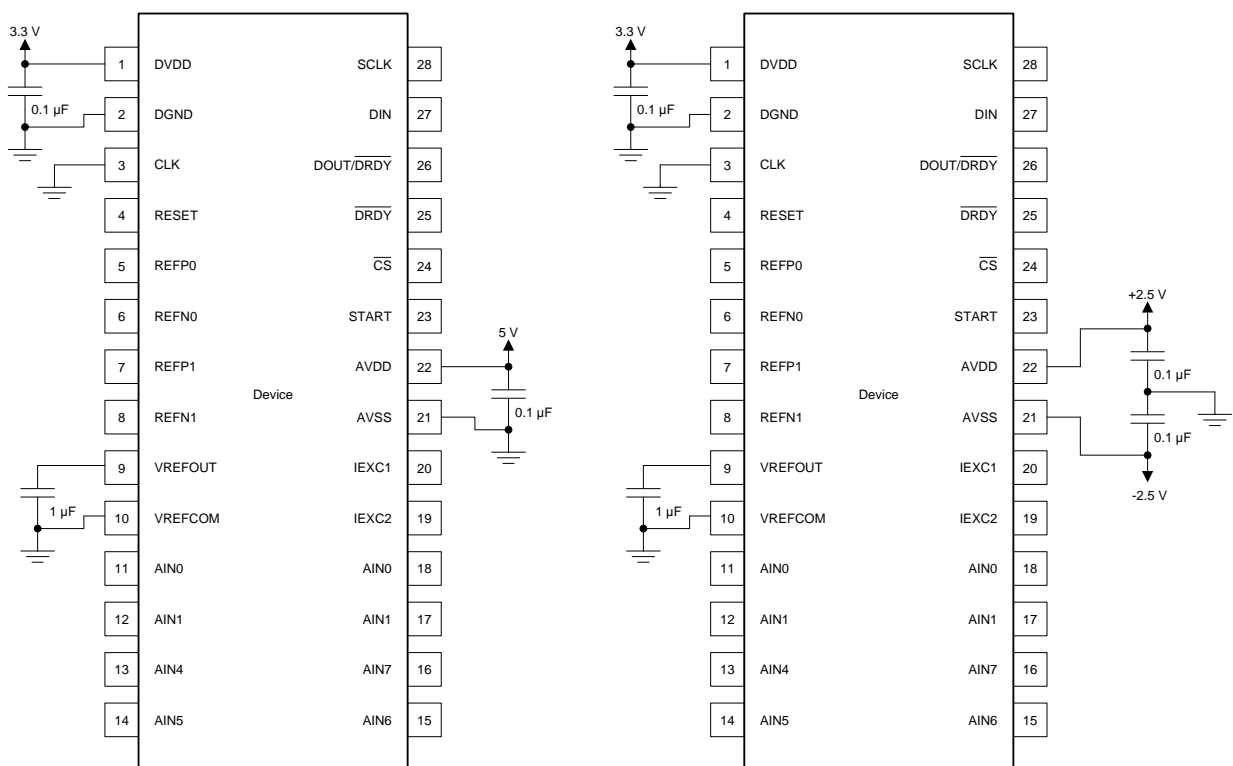 3.3 V
0.1 µF
1 DVDD SCLK 28
2 DGND DIN 27
3 CLK DOUT/DRDY 26
4 RESET DRDY 25
5 REFP0 CS 24
6 REFN0 START 23
7 REFP1 AVDD 22
8 REFN1 AVSS 21
9 VREFOUT IEXC1 20
10 VREFCOM IEXC2 19
11 AIN0 AIN0 18
12 AIN1 AIN1 17
13 AIN4 AIN7 16
14 AIN5 AIN6 15
Device
5 V
0.1 µF
1 µF
3.3 V
0.1 µF
1 DVDD SCLK 28
2 DGND DIN 27
3 CLK DOUT/DRDY 26
4 RESET DRDY 25
5 REFP0 CS 24
6 REFN0 START 23
7 REFP1 AVDD 22
8 REFN1 AVSS 21
9 VREFOUT IEXC1 20
10 VREFCOM IEXC2 19
11 AIN0 AIN0 18
12 AIN1 AIN1 17
13 AIN4 AIN7 16
14 AIN5 AIN6 15
Device
+2.5 V
0.1 µF
0.1 µF
-2.5 V
1 µF